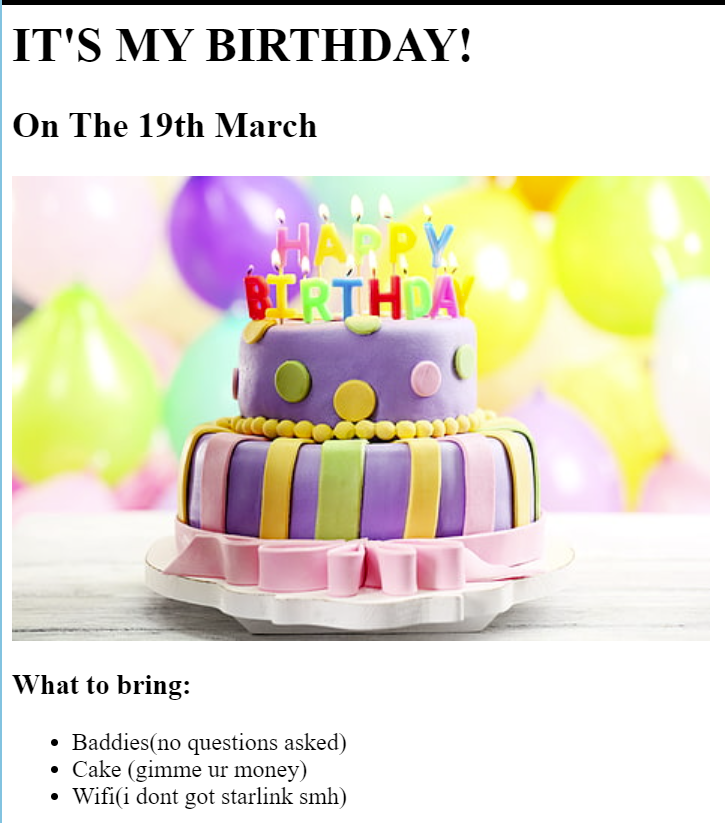 IT'S MY BIRTHDAY!
On The 19th March
HAPPY
BIRTHDAY
What to bring:
Baddies(no questions asked)
Cake (gimme ur money)
Wifi(i dont got starlink smh)